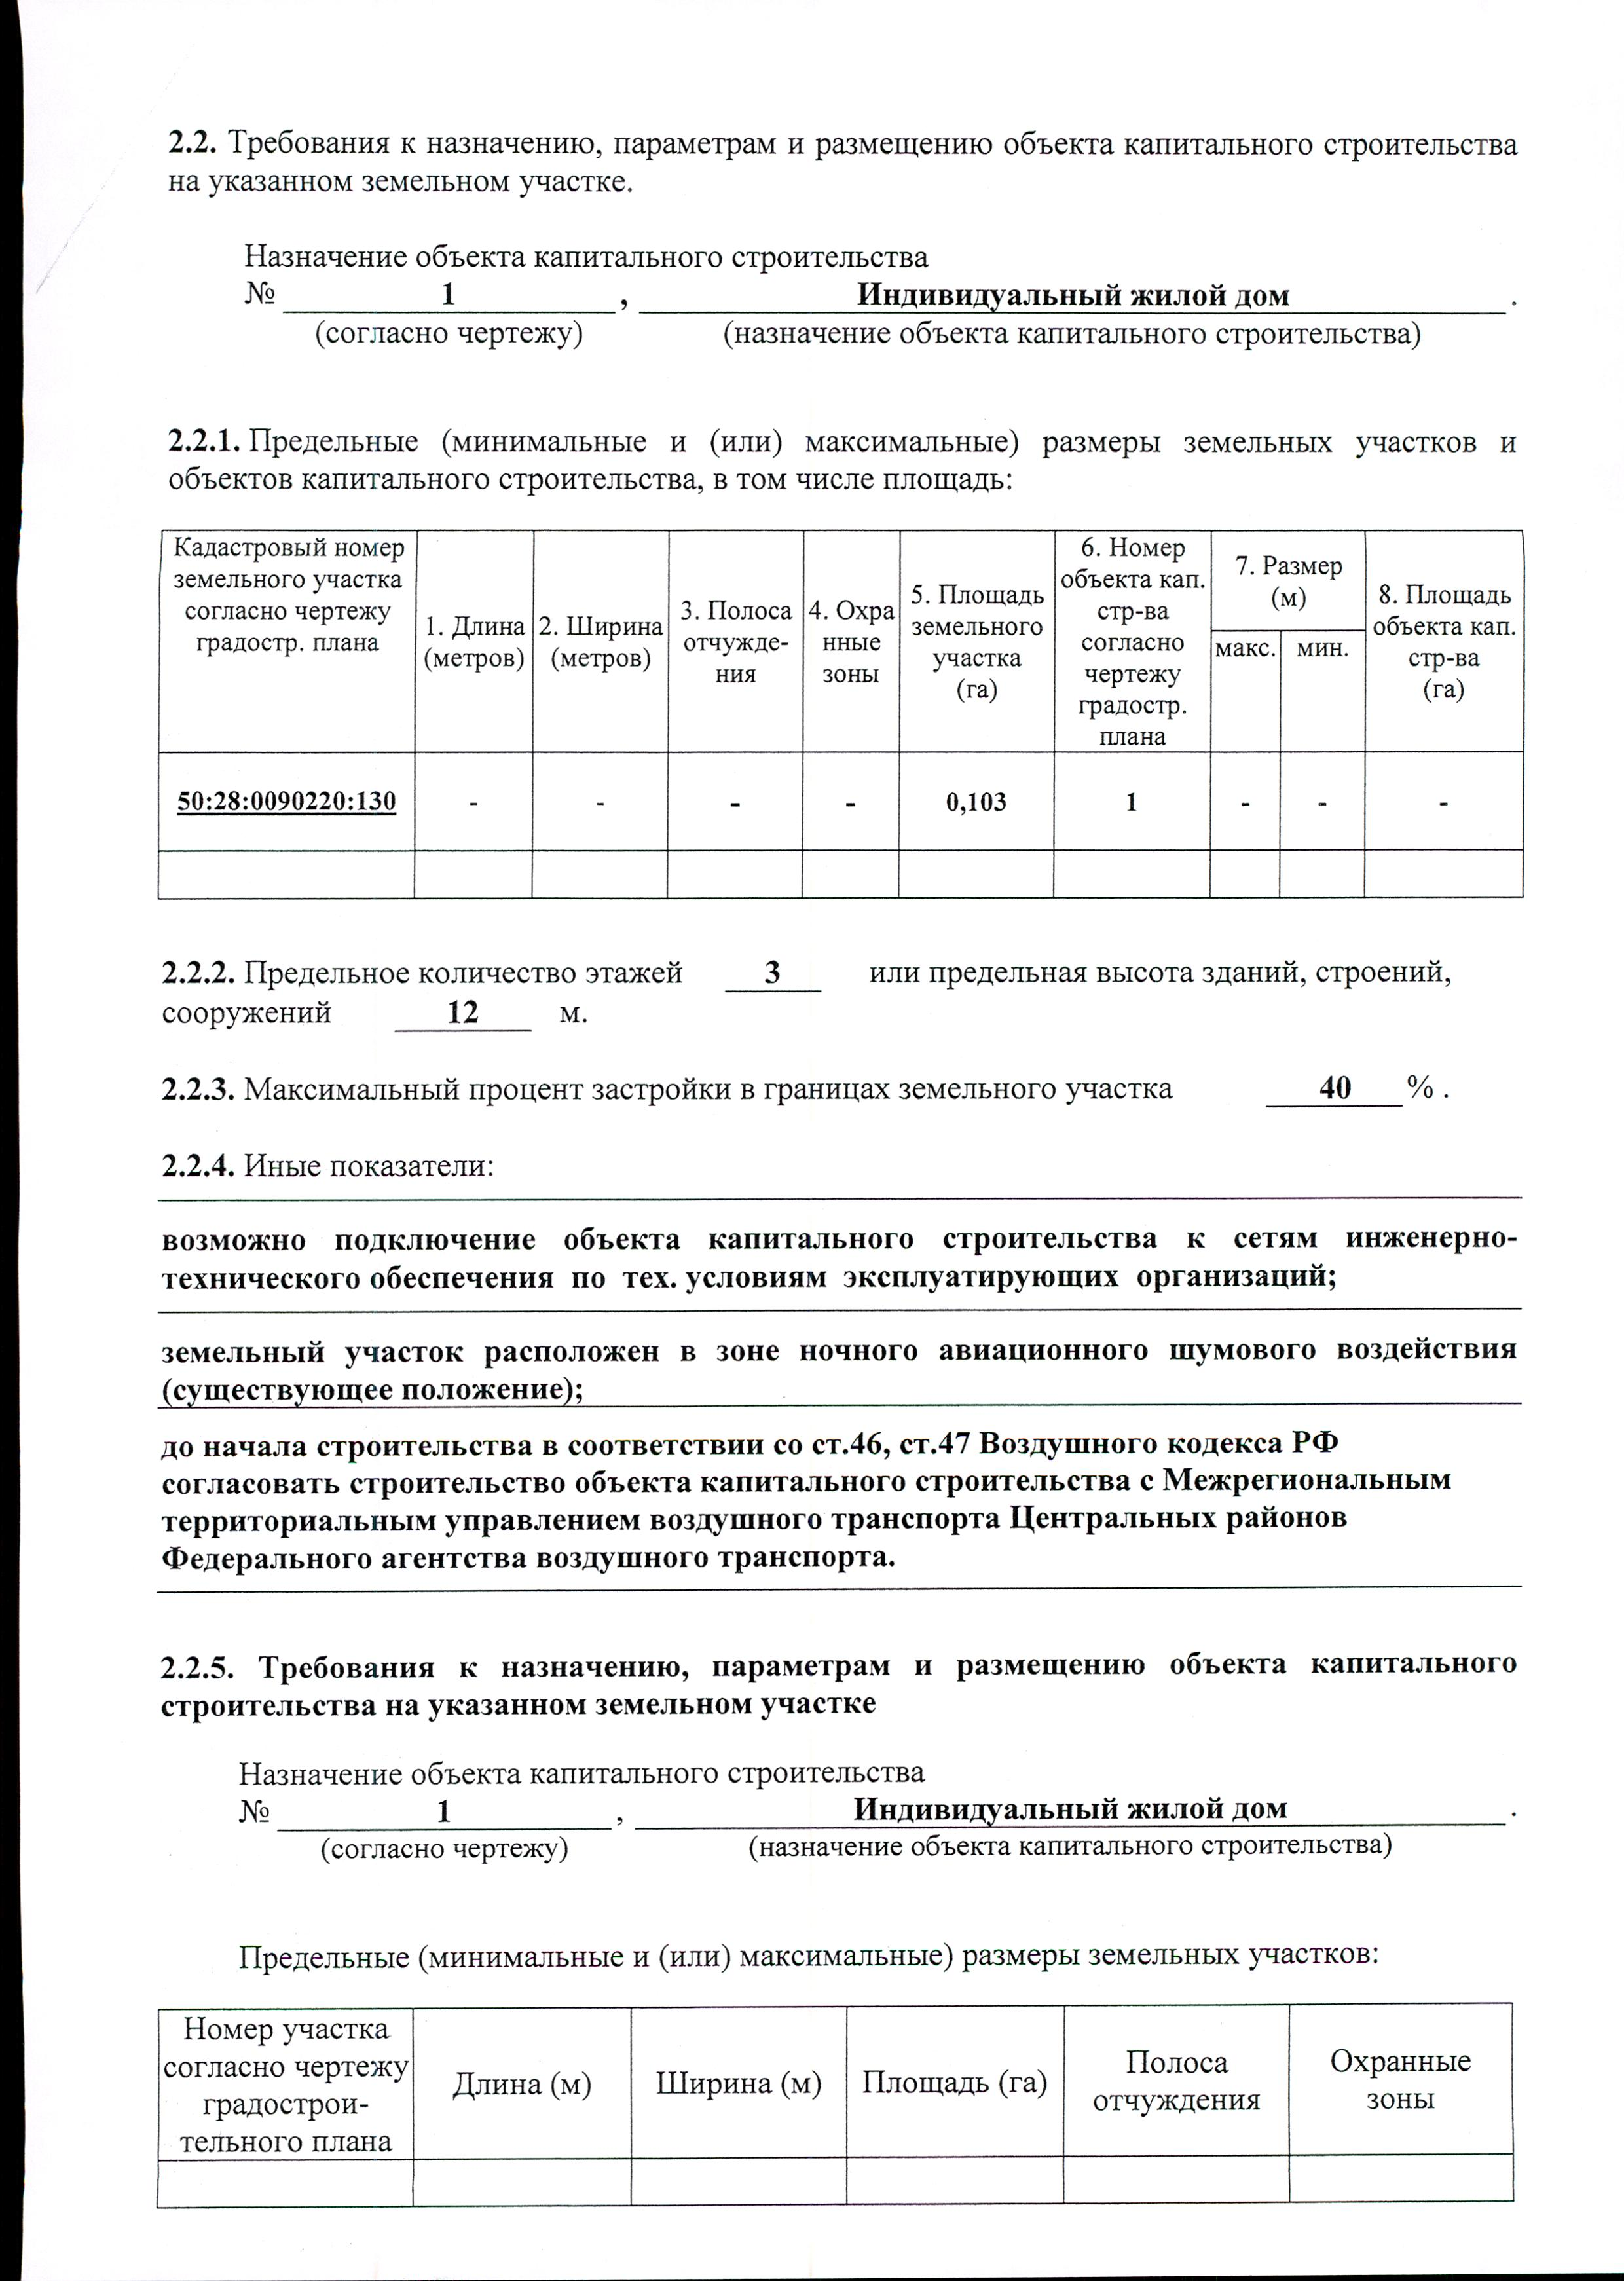 2.2. Требования к назначению, параметрам и размещению объекта капитального строительства
на указанном земельном участке.
Назначение объекта капитального строительства
№ 1 , Индивидуальный жилой дом .
(согласно чертежу) (назначение объекта капитального строительства)
2.2.1. Предельные (минимальные и (или) максимальные) размеры земельных участков и
объектов капитального строительства, в том числе площадь:
Кадастровый номер
земельного участка
согласно чертежу
градостр. плана
1. Длина
(метров)
2. Ширина
(метров)
3. Полоса
отчужде-
ния
4. Охра
нные
зоны
5. Площадь
земельного
участка
(га)
6. Номер
объекта кап.
стр-ва
согласно
чертежу
градостр.
плана
7. Размер
(м)
макс. мин.
8. Площадь
объекта кап.
стр-ва
(га)
50:28:0090220:130 - - - - 0,103 1 - - -
2.2.2. Предельное количество этажей 3 или предельная высота зданий, строений,
сооружений 12 м.
2.2.3. Максимальный процент застройки в границах земельного участка 40 % .
2.2.4. Иные показатели:
возможно подключение объекта капитального строительства к сетям инженерно-
технического обеспечения по тех. условиям эксплуатирующих организаций;
земельный участок расположен в зоне ночного авиационного шумового воздействия
(существующее положение);
до начала строительства в соответствии со ст.46, ст.47 Воздушного кодекса РФ
согласовать строительство объекта капитального строительства с Межрегиональным
территориальным управлением воздушного транспорта Центральных районов
Федерального агентства воздушного транспорта.
2.2.5. Требования к назначению, параметрам и размещению объекта капитального
строительства на указанном земельном участке
Назначение объекта капитального строительства
№ 1 , Индивидуальный жилой дом .
(согласно чертежу) (назначение объекта капитального строительства)
Предельные (минимальные и (или) максимальные) размеры земельных участков:
Номер участка
согласно чертежу
градострои-
тельного плана
Длина (м)
Ширина (м)
Площадь (га)
Полоса
отчуждения
Охранные
зоны